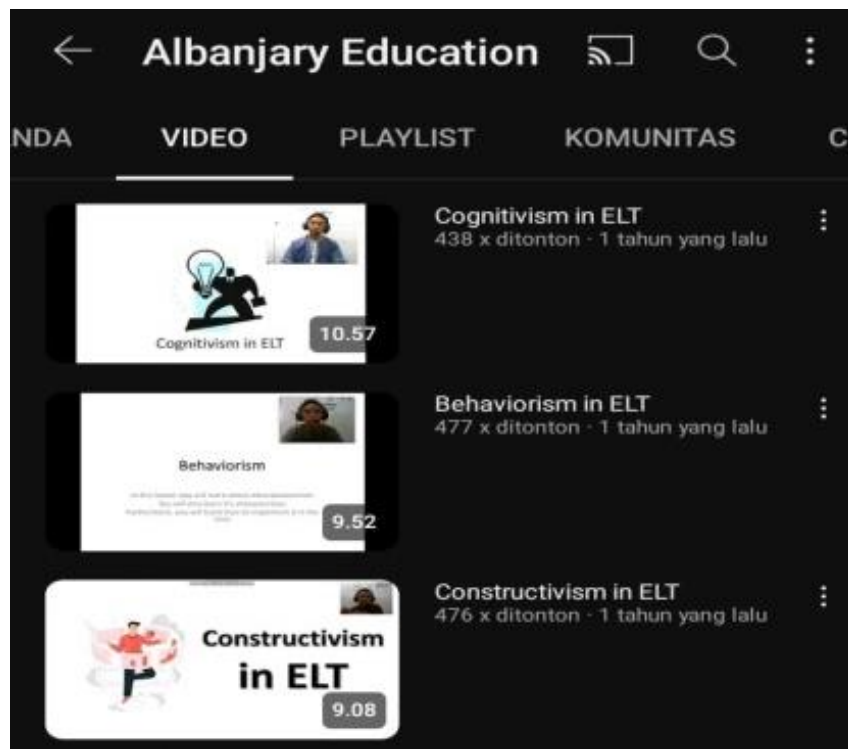 Albanjary Education
NDA VIDEO PLAYLIST KOMUNITAS C
Cognitivism in ELT
10.57
Cognitivism in ELT
438 x ditonton · 1 tahun yang lalu
Behaviorism
9.52
Behaviorism in ELT
477 x ditonton · 1 tahun yang lalu
Constructivism
in ELT
9.08
Constructivism in ELT
476 x ditonton · 1 tahun yang lalu